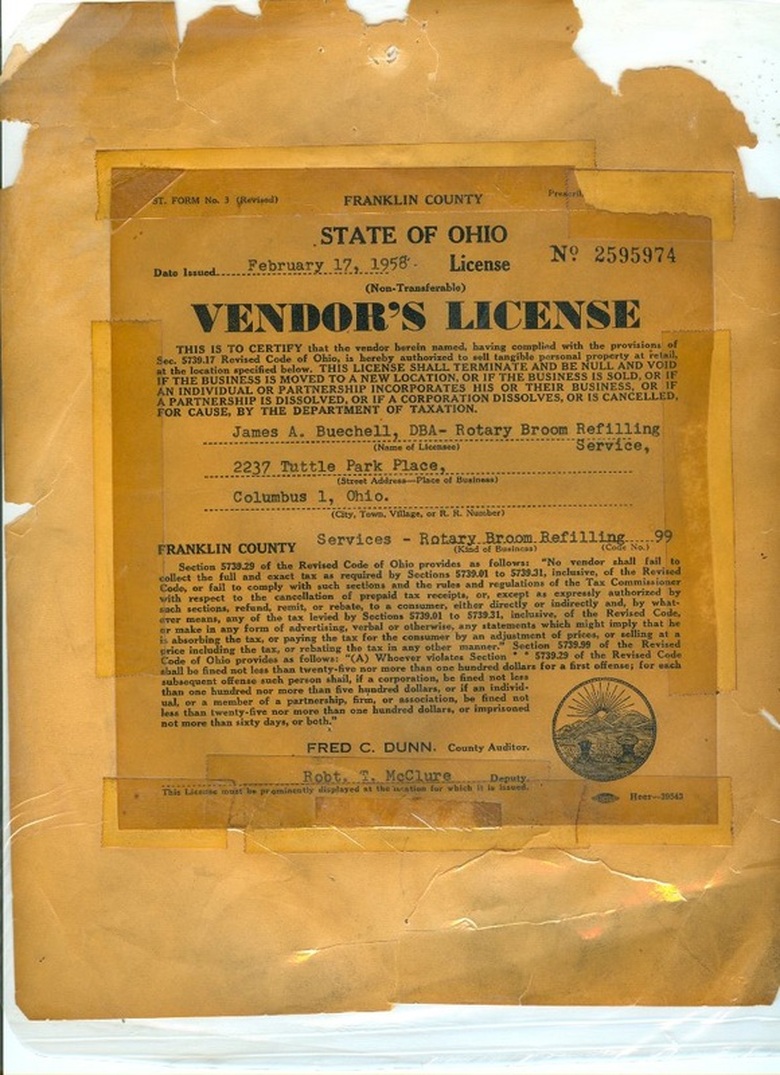 ST. FORM No. 3 (Revised) FRANKLIN COUNTY
STATE OF OHIO
Nº 2595974
Date Issued February 17, 1958 License
(Non-Transferable)
VENDOR'S LICENSE
THIS IS TO CERTIFY that the vendor herein named, having complied with the provisions of
Sec. 5739.17 Revised Code of Ohio, is hereby authorized to sell tangible personal property at retail,
at the location specified below. THIS LICENSE SHALL TERMINATE AND BE NULL AND VOID
IF THE BUSINESS IS MOVED TO A NEW LOCATION, OR IF THE BUSINESS IS SOLD, OR IF
AN INDIVIDUAL OR PARTNERSHIP INCORPORATES HIS OR THEIR BUSINESS, OR IF
A PARTNERSHIP IS DISSOLVED, OR IF A CORPORATION DISSOLVES, OR IS CANCELLED,
FOR CAUSE, BY THE DEPARTMENT OF TAXATION.
James A. Buechell, DBA- Rotary Broom Refilling
(Name of Licensee) Service,
2237 Tuttle Park Place,
(Street Address—Place of Business)
Columbus 1, Ohio.
(City, Town, Village, or R. R. Number)
Services - Rotary Broom Refilling 99
FRANKLIN COUNTY (Kind of Business) (Code No.)
Section 5739.29 of the Revised Code of Ohio provides as follows: "No vendor shall fail to
collect the full and exact tax as required by Sections 5739.01 to 5739.31, inclusive, of the Revised
Code, or fail to comply with such sections and the rules and regulations of the Tax Commissioner
with respect to the cancellation of prepaid tax receipts, or, except as expressly authorized by
such sections, refund, remit, or rebate, to a consumer, either directly or indirectly and, by what-
ever means, any of the tax levied by Sections 5739.01 to 5739.31, inclusive, of the Revised Code,
or make in any form of advertising, verbal or otherwise, any statements which might imply that he
is absorbing the tax, or paying the tax for the consumer by an adjustment of prices, or selling at a
price including the tax, or rebating the tax in any other manner." Section 5739.99 of the Revised
Code of Ohio provides as follows: "(A) Whoever violates Section * * 5739.29 of the Revised Code
shall be fined not less than twenty-five nor more than one hundred dollars for a first offense; for each
subsequent offense such person shall, if a corporation, be fined not less
than one hundred nor more than five hundred dollars, or if an individ-
ual, or a member of a partnership, firm, or association, be fined not
less than twenty-five nor more than one hundred dollars, or imprisoned
not more than sixty days, or both."
FRED C. DUNN. County Auditor.
Robt. T. McClure Deputy.
This License must be prominently displayed at the location for which it is issued.
Heer—39543